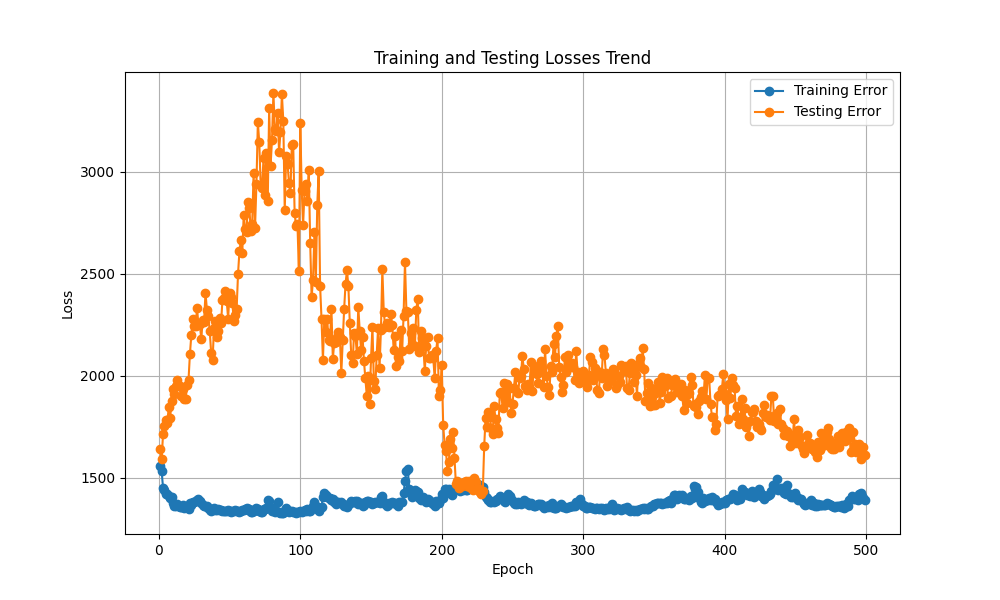 Training and Testing Losses Trend
Training Error
Testing Error
3000
2500
2000
1500
Loss
0 100 200 300 400 500
Epoch